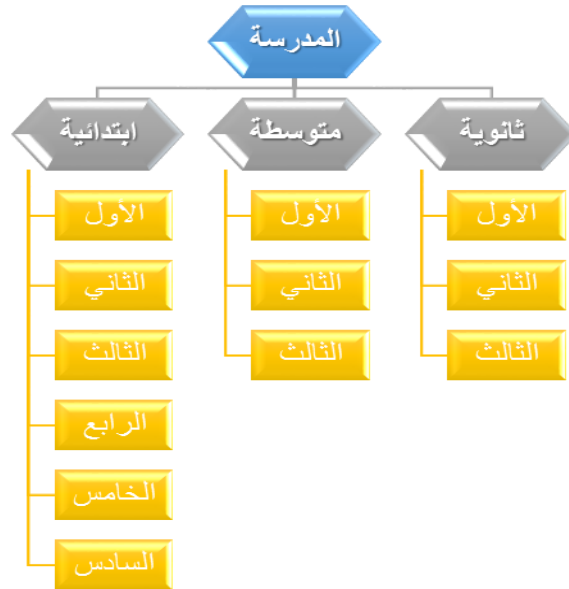 المدرسة
ثانوية
متوسطة
ابتدائية
الأول
الثاني
الثالث
الأول
الثاني
الثالث
الأول
الثاني
الثالث
الرابع
الخامس
السادس